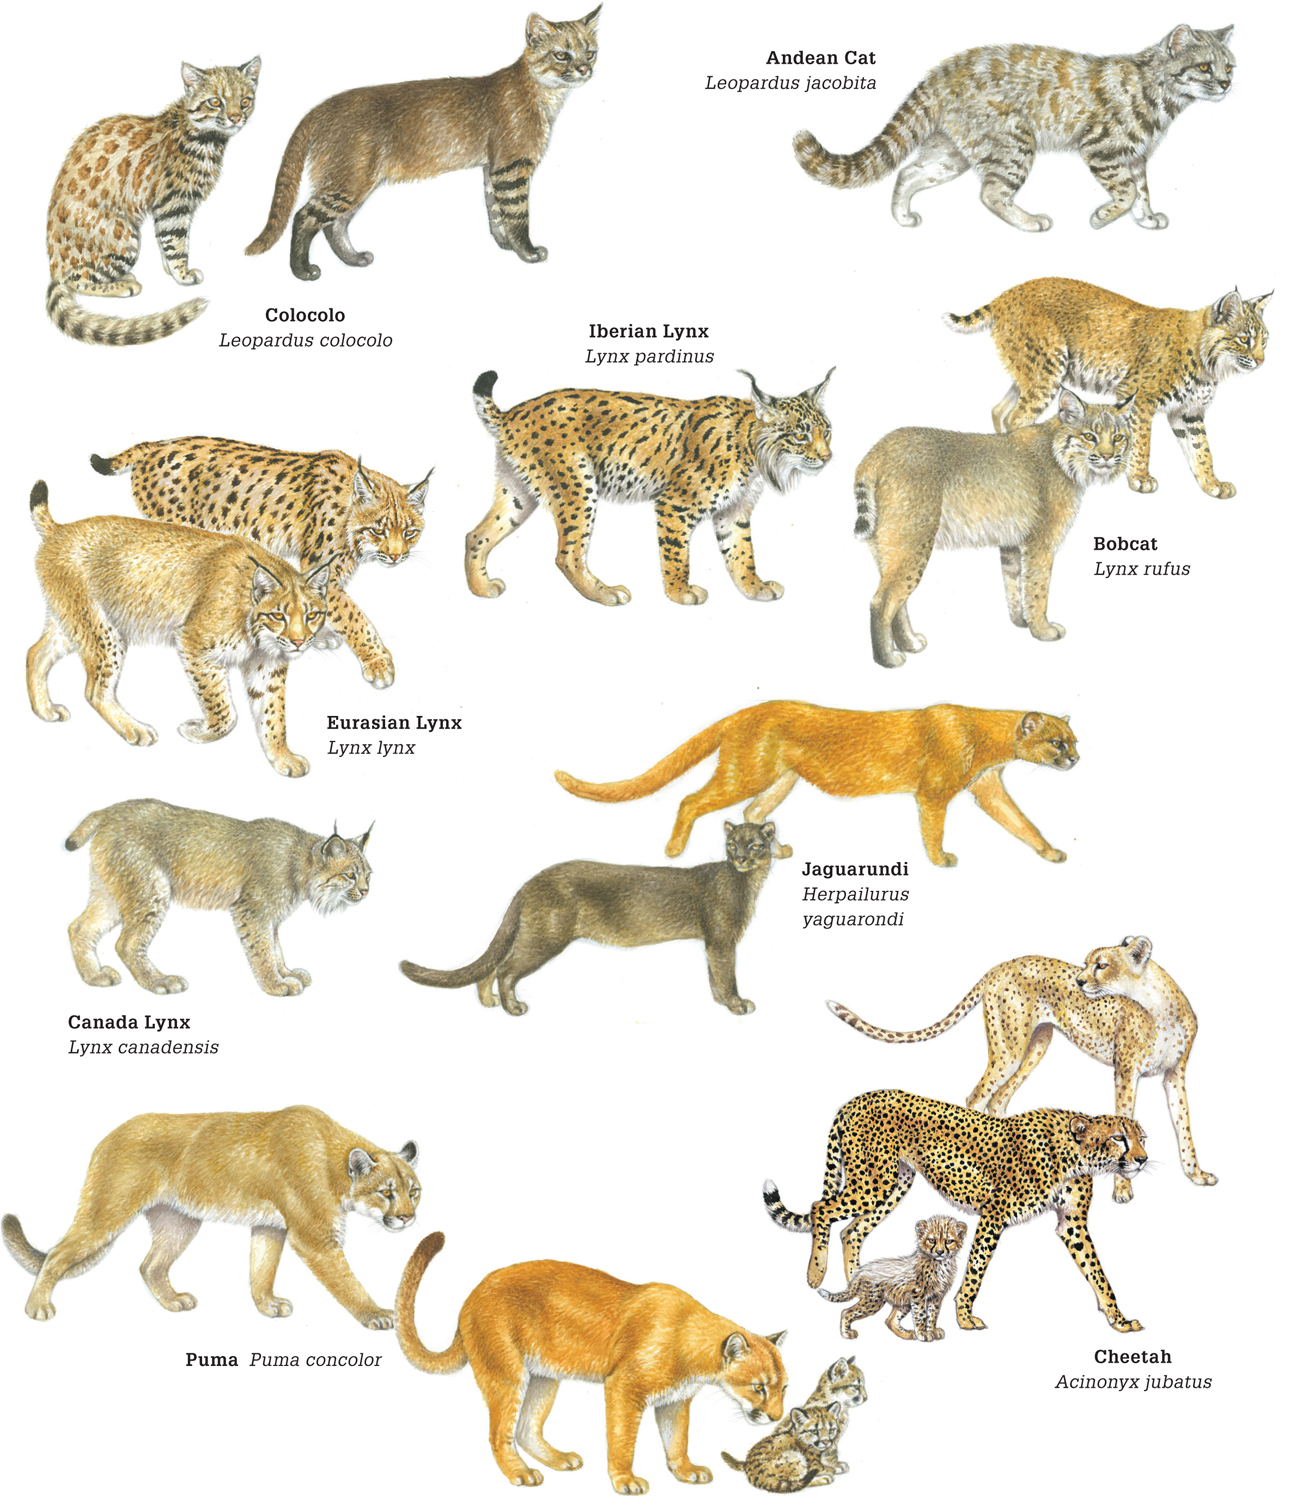 Andean Cat
Leopardus jacobita
Colocolo
Leopardus colocolo
Iberian Lynx
Lynx pardinus
Bobcat
Lynx rufus
Eurasian Lynx
Lynx lynx
Jaguarundi
Herpailurus
yaguarondi
Canada Lynx
Lynx canadensis
Puma Puma concolor
Cheetah
Acinonyx jubatus